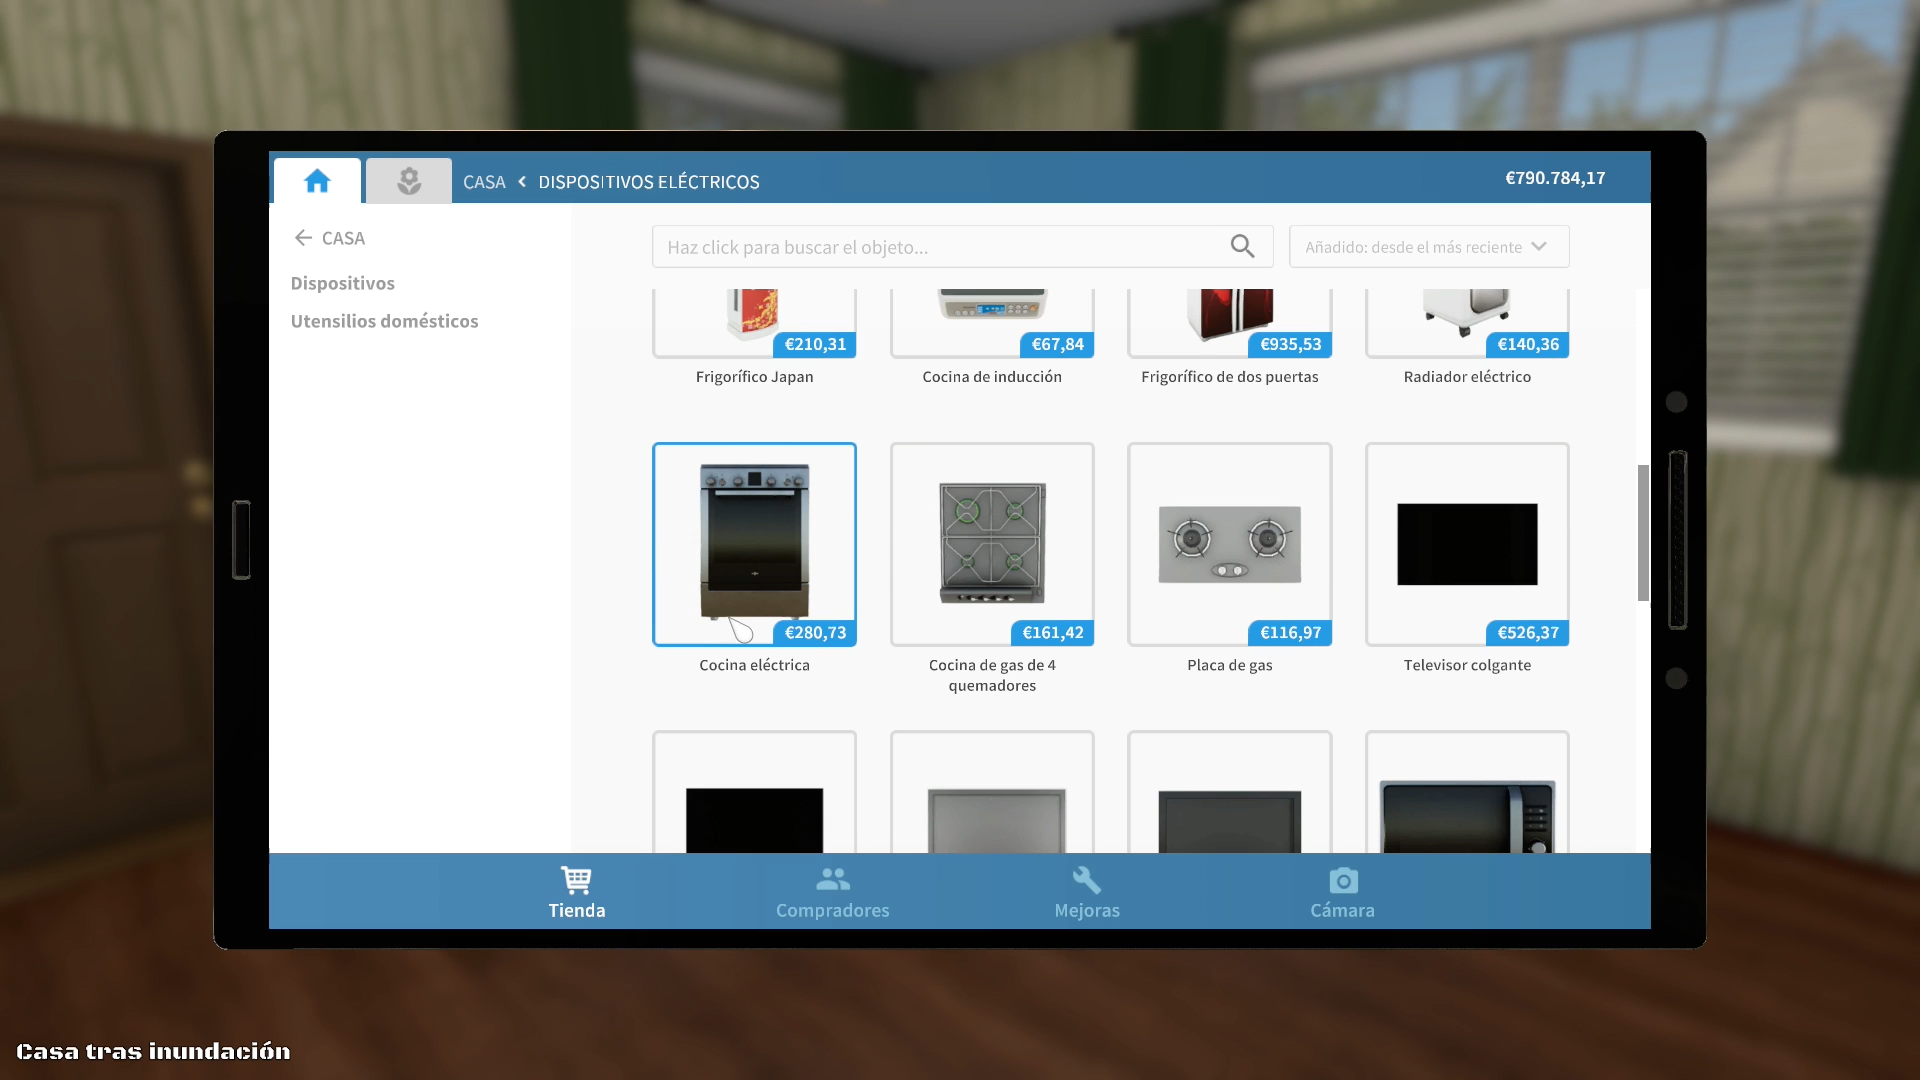 CASA
DISPOSITIVOS ELÉCTRICOS
€790.784,17
CASA
Dispositivos
Utensilios domésticos
Haz click para buscar el objeto...
Añadido: desde el más reciente
€210,31
€67,84
€935,53
€140,36
Frigorífico Japan
Cocina de inducción
Frigorífico de dos puertas
Radiador eléctrico
€280,73
€161,42
€116,97
€526,37
Cocina eléctrica
Cocina de gas de 4
quemadores
Placa de gas
Televisor colgante
Tienda
Compradores
Mejoras
Cámara
Casa tras inundación